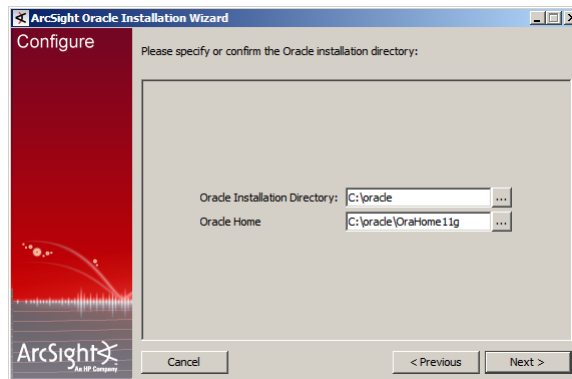 ArcSight Oracle Installation Wizard
Configure
Please specify or confirm the Oracle installation directory:
Oracle Installation Directory: C:\oracle ...
Oracle Home C:\oracle\OraHome11g ...
ArcSight
An HP Company
Cancel < Previous Next >